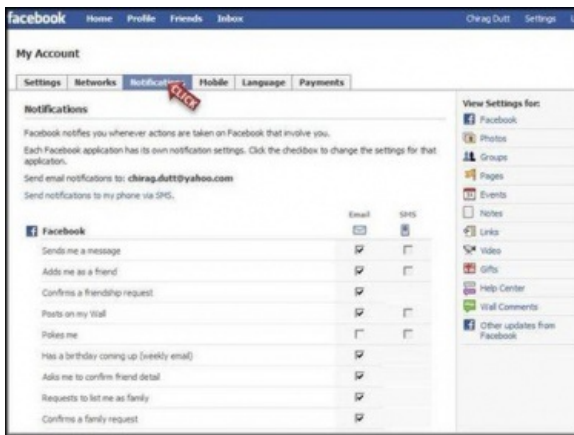 facebook Home Profile Friends Inbox Chirag Dutt Settings
My Account
Settings Networks Notifications Mobile Language Payments
CLICK
Notifications
Facebook notifies you whenever actions are taken on Facebook that involve you.
Each Facebook application has its own notification settings. Click the checkbox to change the settings for that
application.
Send email notifications to: chirag.dutt@yahoo.com
Send notifications to my phone via SMS.
Email SMS
Facebook
Sends me a message
Adds me as a friend
Confirms a friendship request
Posts on my Wall
Pokes me
Has a birthday coming up (weekly email)
Asks me to confirm friend detail
Requests to list me as family
Confirms a family request
View Settings for:
Facebook
Photos
Groups
Pages
Events
Notes
Links
Video
Gifts
Help Center
Wall Comments
Other updates from
Facebook